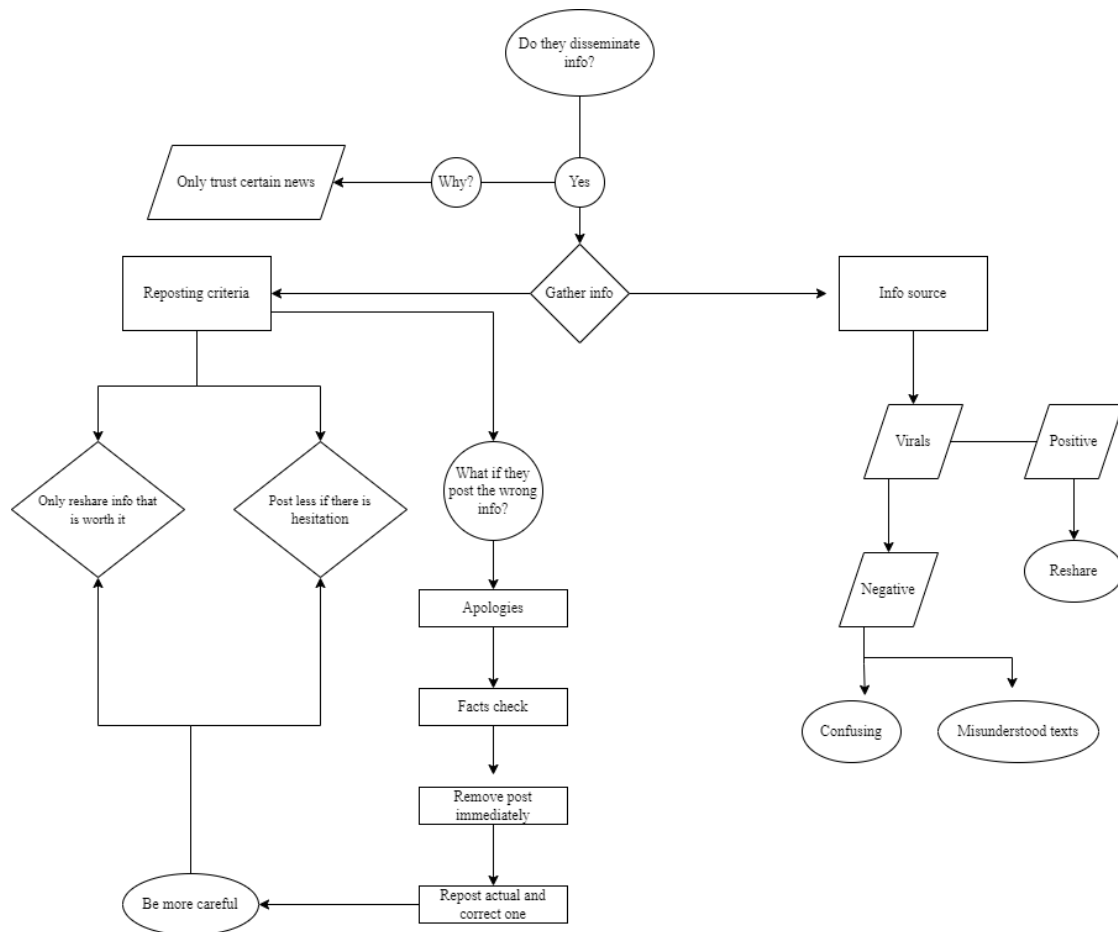 Do they disseminate
info?
Only trust certain news
Why?
Yes
Reposting criteria
Gather info
Info source
Virals
Positive
Only reshare info that
is worth it
Post less if there is
hesitation
What if they
post the wrong
info?
Reshare
Negative
Apologies
Facts check
Confusing
Misunderstood texts
Remove post
immediately
Be more careful
Repost actual and
correct one